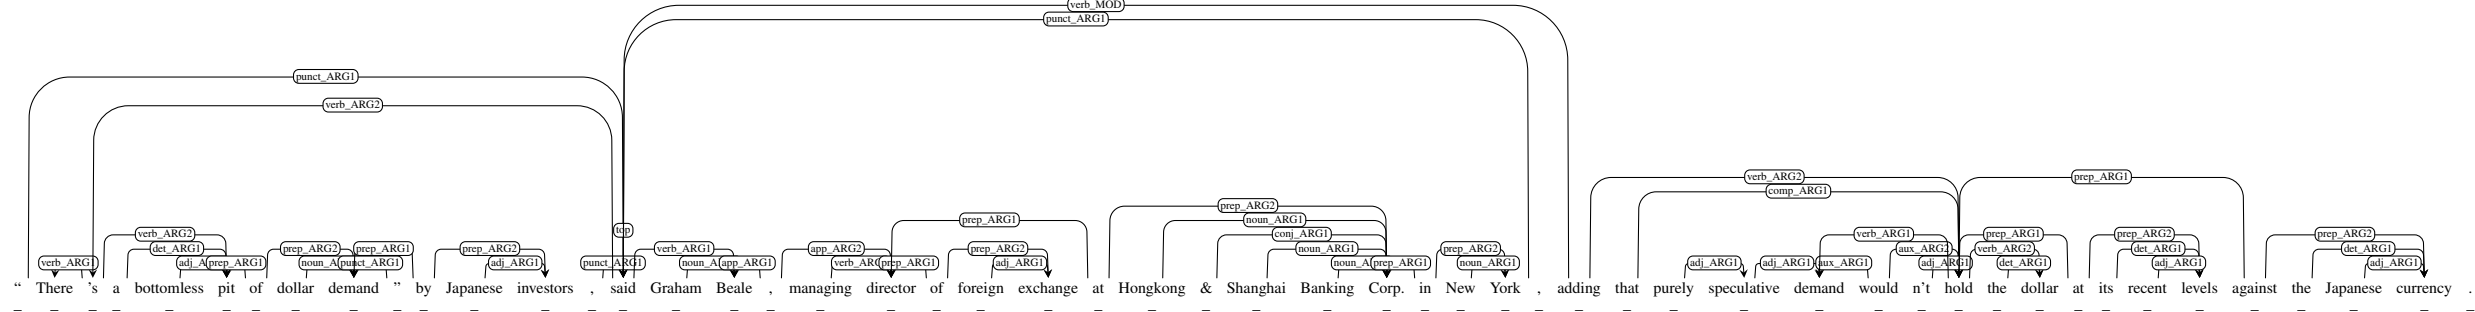 verb_MOD
punct_ARG1
punct_ARG1
verb_ARG2
verb_ARG2 comp_ARG1 prep_ARG1
prep_ARG2 noun_ARG1 prep_ARG1 conj_ARG1
top
verb_ARG2 det_ARG1 prep_ARG2 prep_ARG1 prep_ARG2 verb_ARG1 app_ARG2 prep_ARG2 noun_ARG1 prep_ARG2 verb_ARG1 aux_ARG2 prep_ARG1 verb_ARG2 prep_ARG2 det_ARG1 prep_ARG2 det_ARG1
verb_ARG1 prep_ARG1 punct_ARG1 adj_ARG1 punct_ARG1 app_ARG1 adj_ARG1 prep_ARG1 noun_ARG1 adj_ARG1 adj_ARG1 aux_ARG1 det_ARG1 adj_ARG1 adj_ARG1
“ There ’s a bottomless pit of dollar demand ” by Japanese investors , said Graham Beale , managing director of foreign exchange at Hongkong & Shanghai Banking Corp. in New York , adding that purely speculative demand would n’t hold the dollar at its recent levels against the Japanese currency .
_ _ _ _ _ _ _ _ _ _ _ _ _ _ _ _ _ _ _ _ _ _ _ _ _ _ _ _ _ _ _ _ _ _ _ _ _ _ _ _ _ _ _ _ _ _ _ _ _ _ _ _